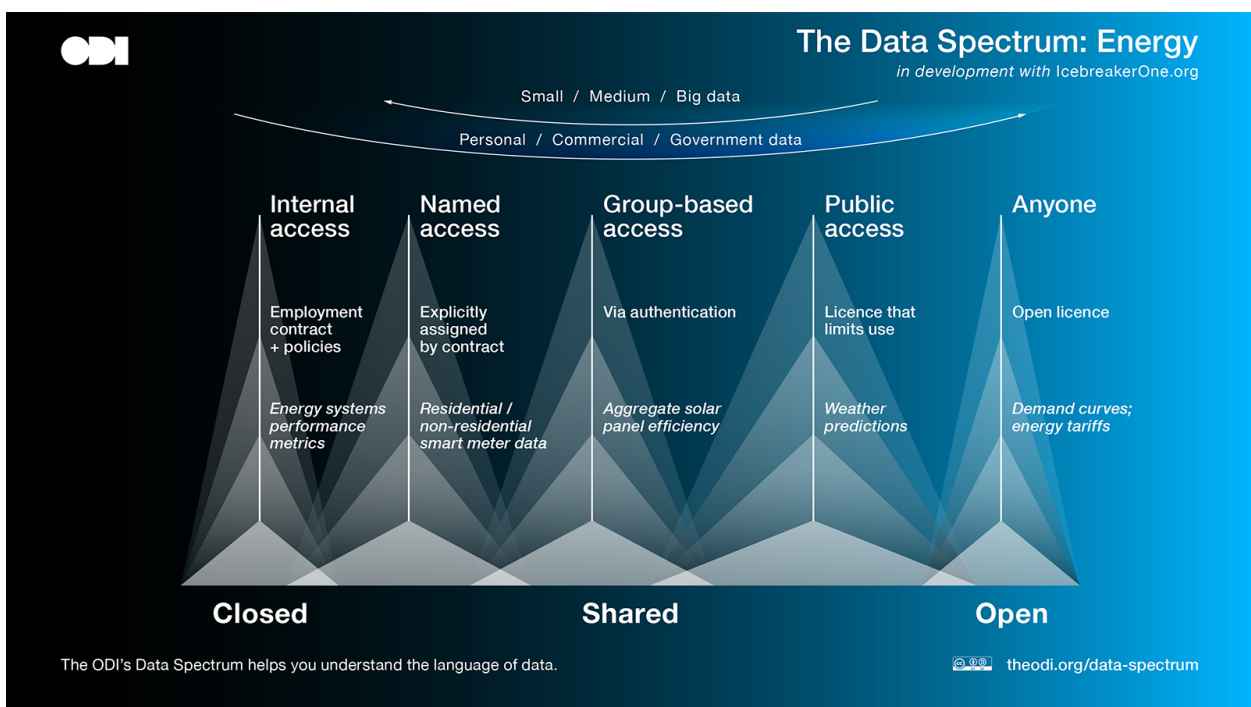 ODI
The Data Spectrum: Energy
in development with IcebreakerOne.org
Small / Medium / Big data
Personal / Commercial / Government data
Internal
access
Named
access
Group-based
access
Public
access
Anyone
Employment
contract
+ policies
Explicitly
assigned
by contract
Via authentication
Licence that
limits use
Open licence
Energy systems
performance
metrics
Residential /
non-residential
smart meter data
Aggregate solar
panel efficiency
Weather
predictions
Demand curves;
energy tariffs
Closed
Shared
Open
The ODI's Data Spectrum helps you understand the language of data.
theodi.org/data-spectrum